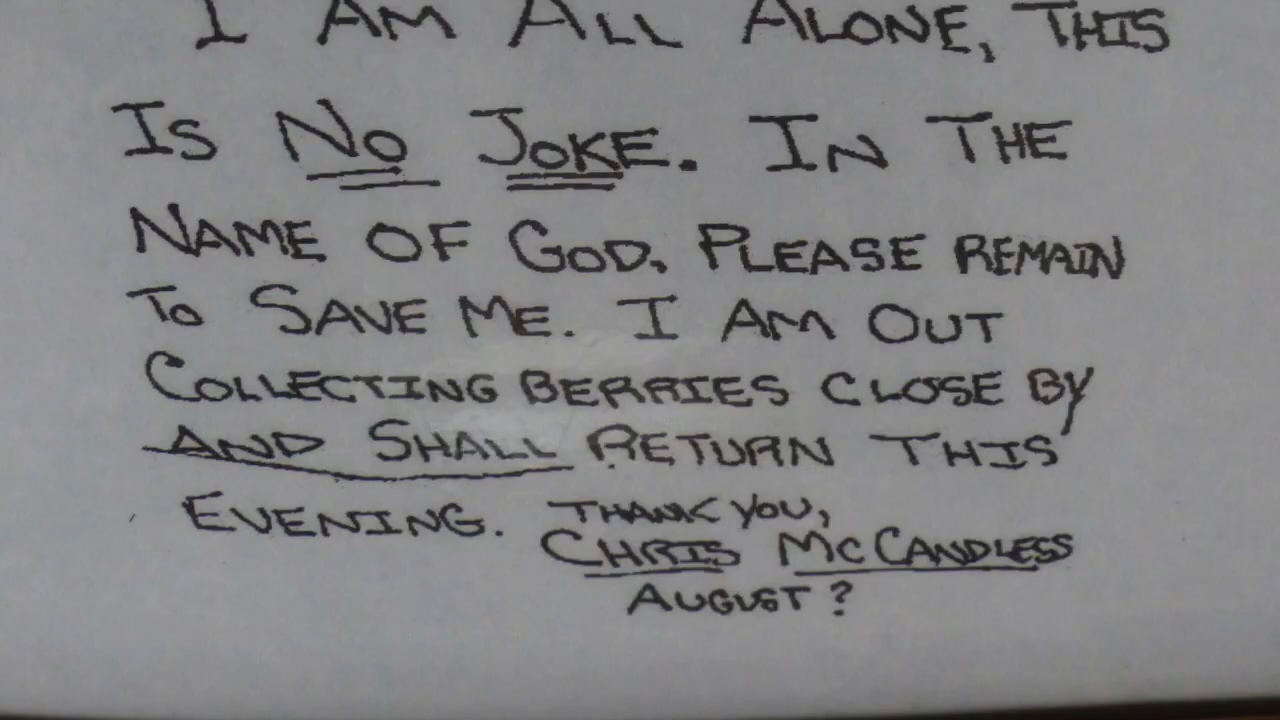 I AM ALL ALONE, THIS
IS NO JOKE. IN THE
NAME OF GOD, PLEASE REMAIN
TO SAVE ME. I AM OUT
COLLECTING BERRIES CLOSE BY
AND SHALL RETURN THIS
EVENING. THANK YOU,
CHRIS McCANDLESS
AUGUST ?